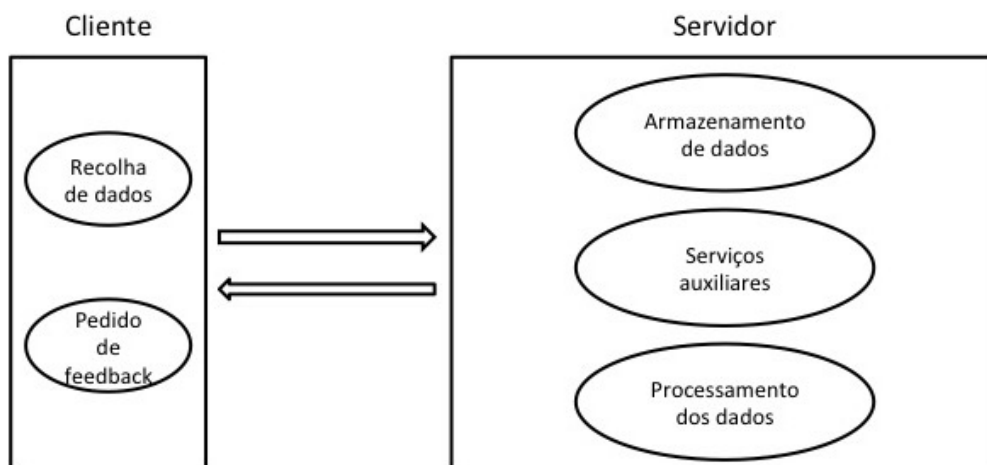 Cliente
Servidor
Recolha
de dados
Pedido
de
feedback
Armazenamento
de dados
Serviços
auxiliares
Processamento
dos dados